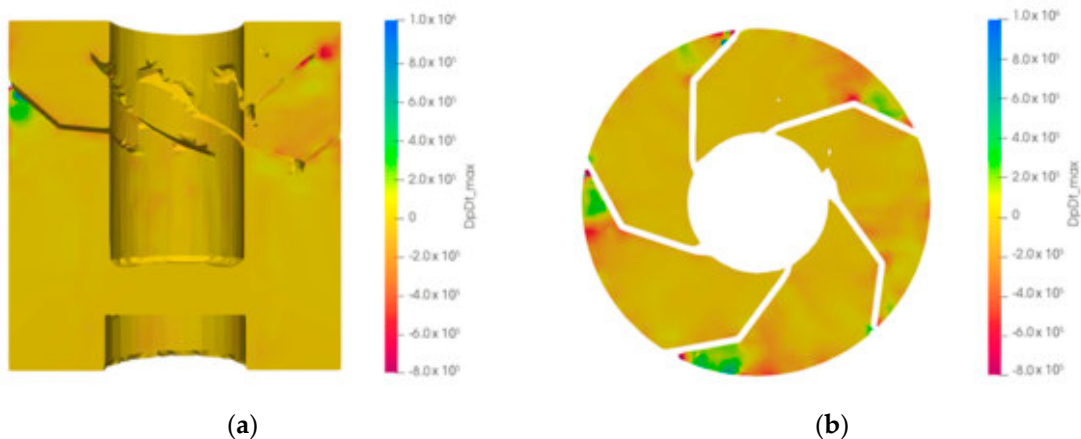 1.0 x 10⁶
8.0 x 10⁵
6.0 x 10⁵
4.0 x 10⁵
2.0 x 10⁵
0
-2.0 x 10⁵
-4.0 x 10⁵
-6.0 x 10⁵
-8.0 x 10⁵
DpDt_max
1.0 x 10⁶
8.0 x 10⁵
6.0 x 10⁵
4.0 x 10⁵
2.0 x 10⁵
0
-2.0 x 10⁵
-4.0 x 10⁵
-6.0 x 10⁵
-8.0 x 10⁵
DpDt_max
(a)
(b)